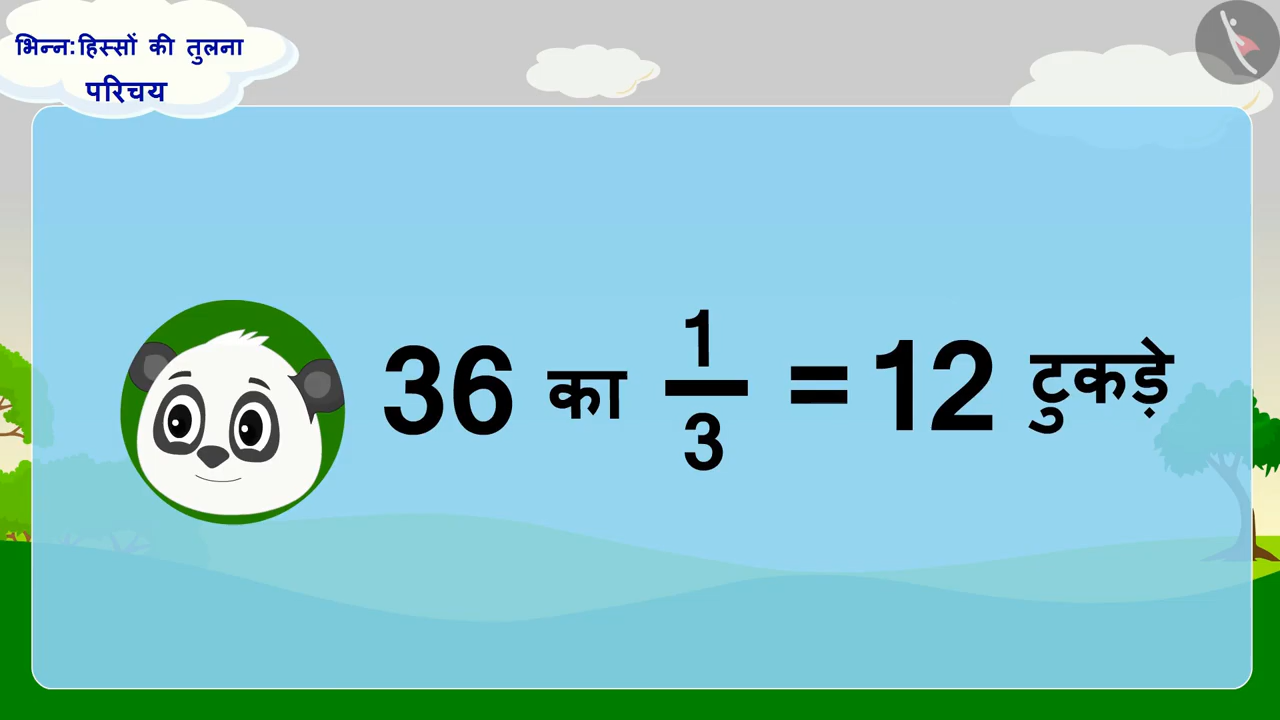 भिन्न:हिस्सों की तुलना
परिचय
36 का 1/3 = 12 टुकड़े